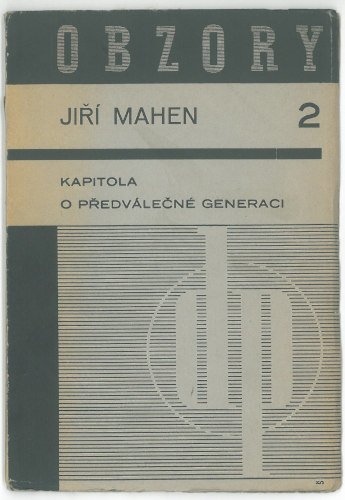 OBZORY
JIŘÍ MAHEN 2
KAPITOLA
O PŘEDVÁLEČNÉ GENERACI
dp